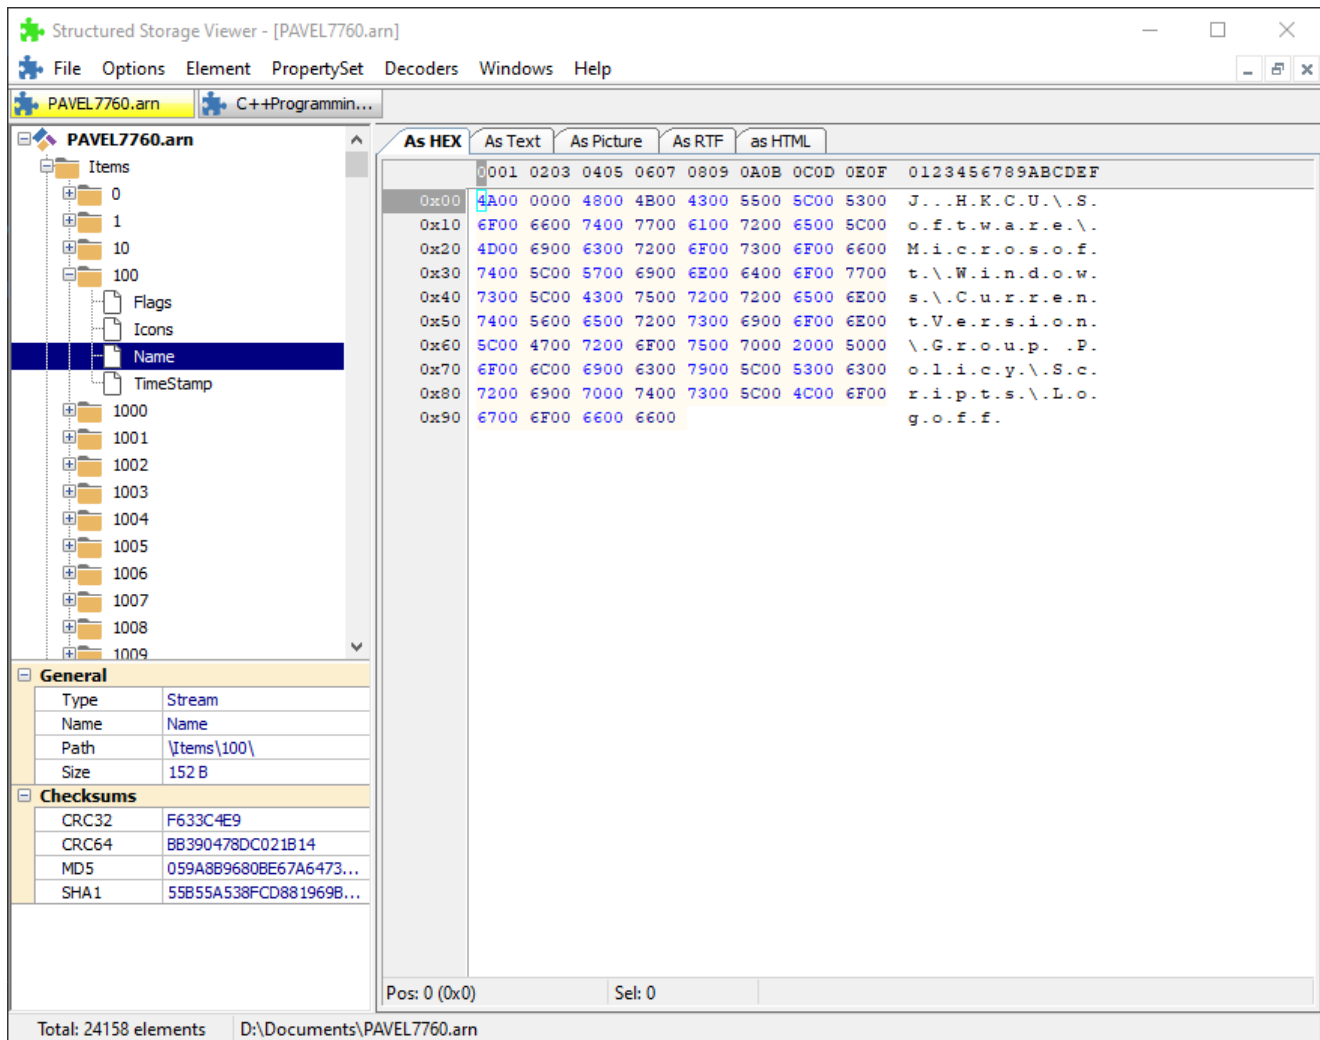 Structured Storage Viewer - [PAVEL7760.arn]
File Options Element PropertySet Decoders Windows Help
PAVEL7760.arn C++Programmin...
PAVEL7760.arn
Items
0
1
10
100
Flags
Icons
Name
TimeStamp
1000
1001
1002
1003
1004
1005
1006
1007
1008
1009
General
Type Stream
Name Name
Path \Items\100\
Size 152 B
Checksums
CRC32 F633C4E9
CRC64 BB390478DC021B14
MD5 059A8B9680BE67A6473...
SHA1 55B55A538FCD881969B...
As HEX As Text As Picture As RTF as HTML
0001 0203 0405 0607 0809 0A0B 0C0D 0E0F 0123456789ABCDEF
0x00 4A00 0000 4800 4B00 4300 5500 5C00 5300 J...H.K.C.U.\.S.
0x10 6F00 6600 7400 7700 6100 7200 6500 5C00 o.f.t.w.a.r.e.\.
0x20 4D00 6900 6300 7200 6F00 7300 6F00 6600 M.i.c.r.o.s.o.f.
0x30 7400 5C00 5700 6900 6E00 6400 6F00 7700 t.\.W.i.n.d.o.w.
0x40 7300 5C00 4300 7500 7200 7200 6500 6E00 s.\.C.u.r.r.e.n.
0x50 7400 5600 6500 7200 7300 6900 6F00 6E00 t.V.e.r.s.i.o.n.
0x60 5C00 4700 7200 6F00 7500 7000 2000 5000 \.G.r.o.u.p. .P.
0x70 6F00 6C00 6900 6300 7900 5C00 5300 6300 o.l.i.c.y.\.S.c.
0x80 7200 6900 7000 7400 7300 5C00 4C00 6F00 r.i.p.t.s.\.L.o.
0x90 6700 6F00 6600 6600 g.o.f.f.
Pos: 0 (0x0) Sel: 0
Total: 24158 elements D:\Documents\PAVEL7760.arn